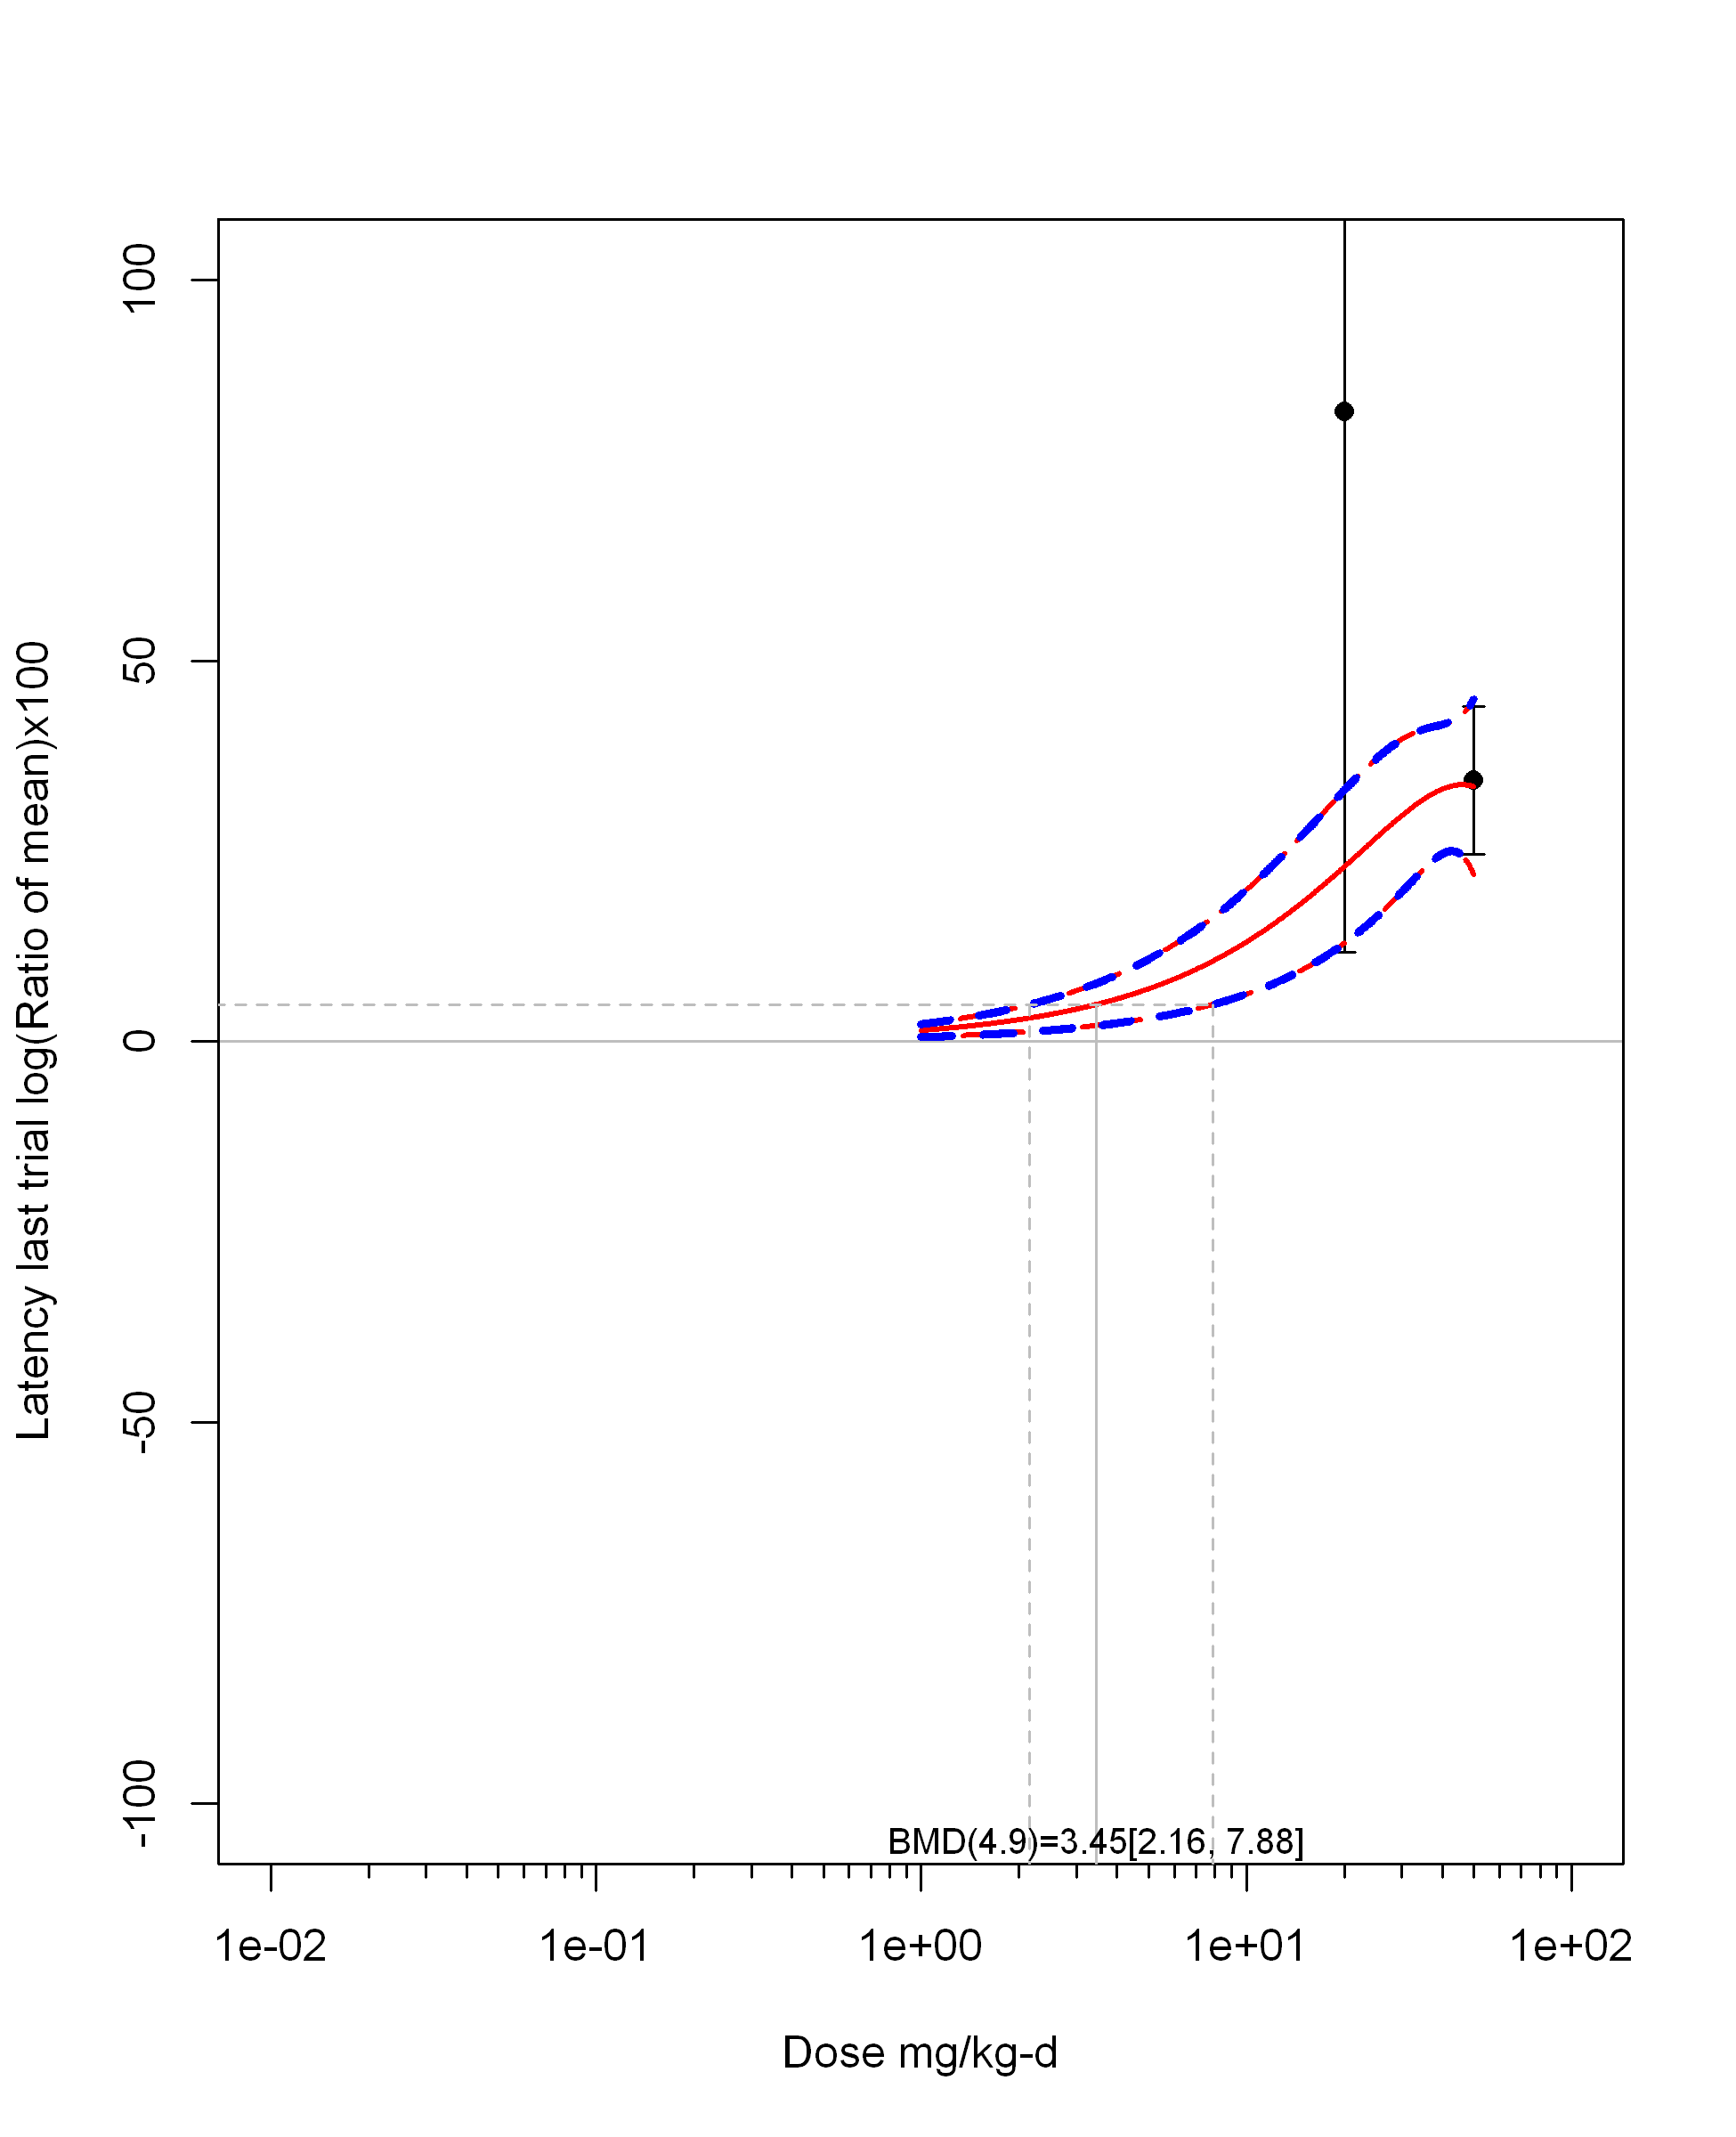 Latency last trial log(Ratio of mean)x100
100
50
0
-50
-100
BMD(4.9)=3.45[2.16, 7.88]
1e-02 1e-01 1e+00 1e+01 1e+02
Dose mg/kg-d